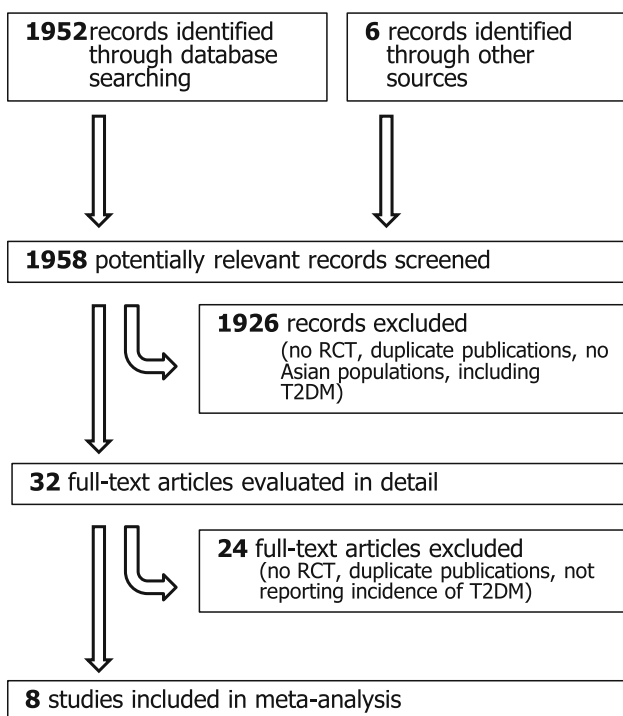 1952 records identified
through database
searching
6 records identified
through other
sources
1958 potentially relevant records screened
1926 records excluded
(no RCT, duplicate publications, no
Asian populations, including
T2DM)
32 full-text articles evaluated in detail
24 full-text articles excluded
(no RCT, duplicate publications, not
reporting incidence of T2DM)
8 studies included in meta-analysis